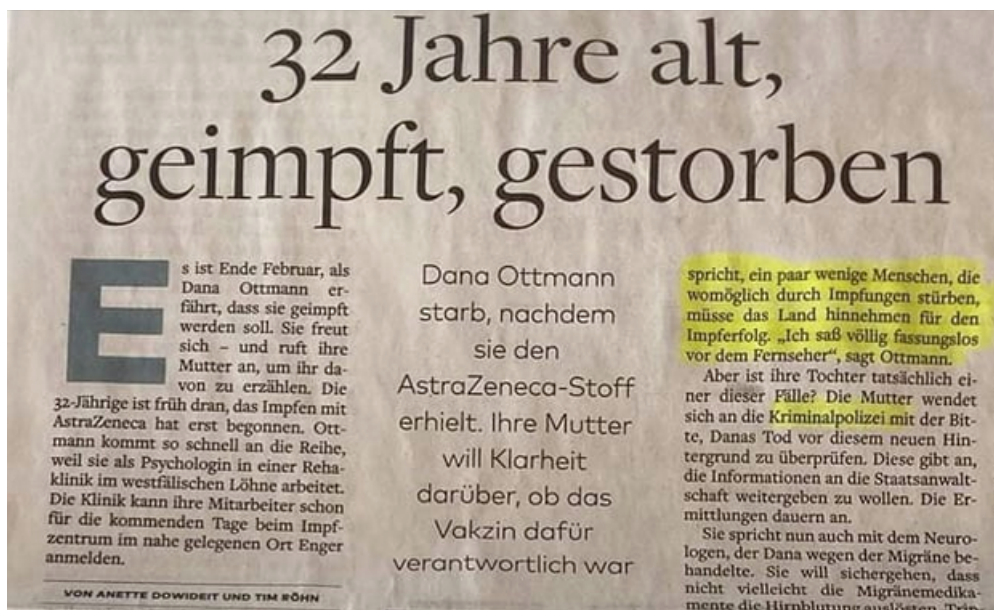 32 Jahre alt,
geimpft, gestorben
Es ist Ende Februar, als
Dana Ottmann er-
fährt, dass sie geimpft
werden soll. Sie freut
sich – und ruft ihre
Mutter an, um ihr da-
von zu erzählen. Die
32-Jährige ist früh dran, das Impfen mit
AstraZeneca hat erst begonnen. Ott-
mann kommt so schnell an die Reihe,
weil sie als Psychologin in einer Reha-
klinik im westfälischen Löhne arbeitet.
Die Klinik kann ihre Mitarbeiter schon
für die kommenden Tage beim Impf-
zentrum im nahe gelegenen Ort Enger
anmelden.
VON ANETTE DOWIDEIT UND TIM RÖHN
Dana Ottmann
starb, nachdem
sie den
AstraZeneca-Stoff
erhielt. Ihre Mutter
will Klarheit
darüber, ob das
Vakzin dafür
verantwortlich war
spricht, ein paar wenige Menschen, die
womöglich durch Impfungen stürben,
müsse das Land hinnehmen für den
Impferfolg. „Ich saß völlig fassungslos
vor dem Fernseher“, sagt Ottmann.
Aber ist ihre Tochter tatsächlich ei-
ner dieser Fälle? Die Mutter wendet
sich an die Kriminalpolizei mit der Bit-
te, Danas Tod vor diesem neuen Hin-
tergrund zu überprüfen. Diese gibt an,
die Informationen an die Staatsanwalt-
schaft weitergeben zu wollen. Die Er-
mittlungen dauern an.
Sie spricht nun auch mit dem Neuro-
logen, der Dana wegen der Migräne be-
handelte. Sie will sichergehen, dass
nicht vielleicht die Migränemedika-
mente die Hirnblutung auslösten.